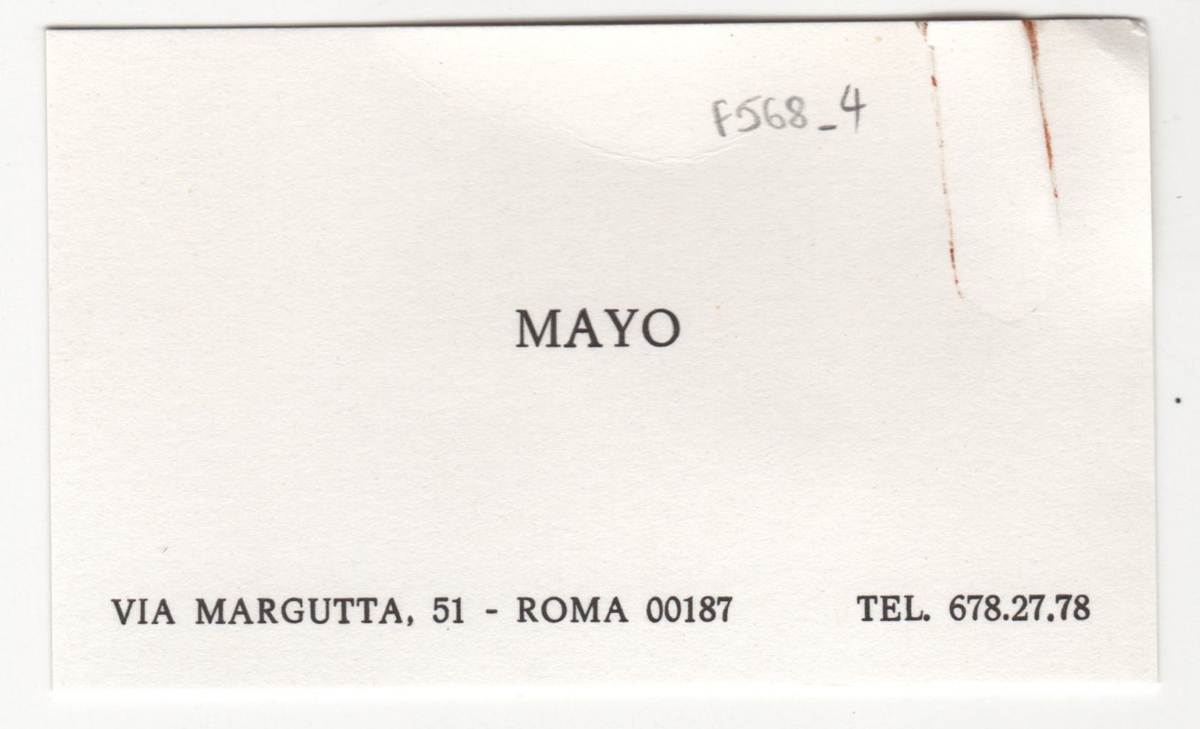 F568_4
MAYO
VIA MARGUTTA, 51 - ROMA 00187 TEL. 678.27.78